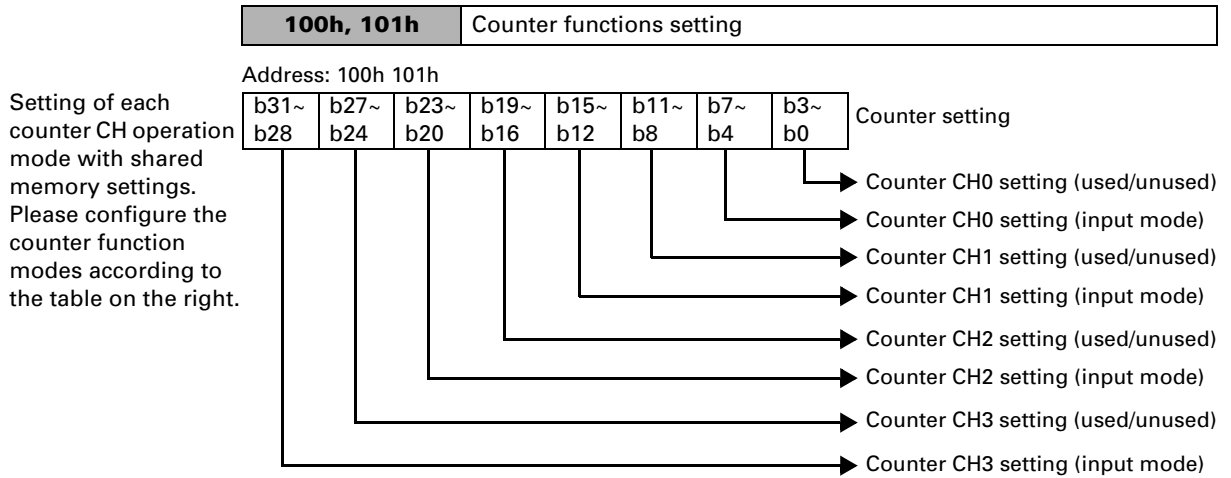 100h, 101h Counter functions setting
Address: 100h 101h
Setting of each
counter CH operation
mode with shared
memory settings.
Please configure the
counter function
modes according to
the table on the right.
b31~ b27~ b23~ b19~ b15~ b11~ b7~ b3~
b28 b24 b20 b16 b12 b8 b4 b0
Counter setting
Counter CH0 setting (used/unused)
Counter CH0 setting (input mode)
Counter CH1 setting (used/unused)
Counter CH1 setting (input mode)
Counter CH2 setting (used/unused)
Counter CH2 setting (input mode)
Counter CH3 setting (used/unused)
Counter CH3 setting (input mode)